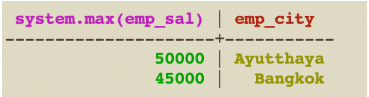 system.max(emp_sal) | emp_city
---------------------+-----------
50000 | Ayutthaya
45000 | Bangkok